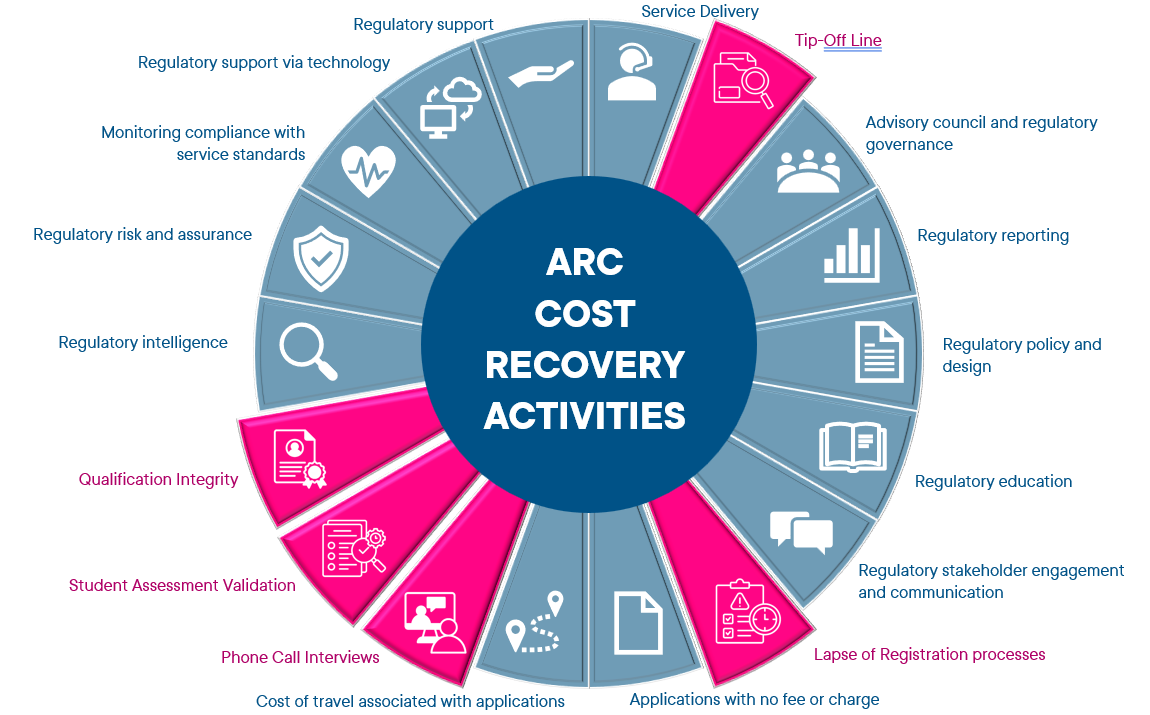 Service Delivery
Tip-Off Line
Advisory council and regulatory
governance
Regulatory reporting
Regulatory policy and
design
Regulatory education
Regulatory stakeholder engagement
and communication
Lapse of Registration processes
Applications with no fee or charge
Cost of travel associated with applications
Phone Call Interviews
Student Assessment Validation
Qualification Integrity
Regulatory intelligence
Regulatory risk and assurance
Monitoring compliance with
service standards
Regulatory support via technology
Regulatory support
ARC
COST
RECOVERY
ACTIVITIES